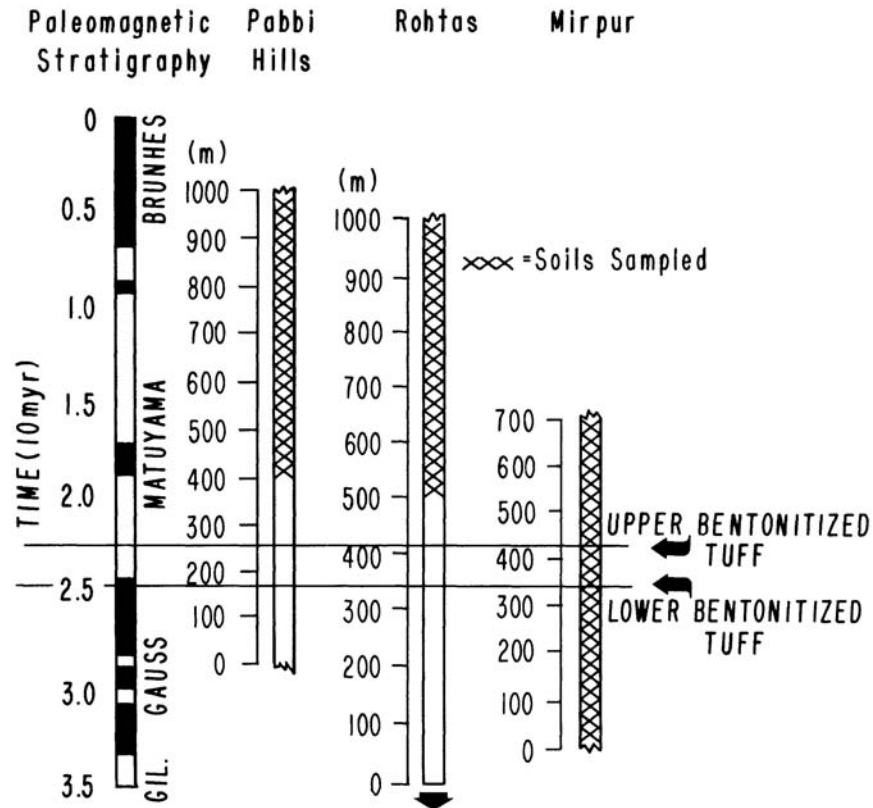 Paleomagnetic
Stratigraphy
Pabbi
Hills
Rohtas
Mirpur
TIME (10myr)
0
0.5
1.0
1.5
2.0
2.5
3.0
3.5
BRUNHES
MATUYAMA
GAUSS
GIL.
(m)
1000
900
800
700
600
500
400
300
200
100
0
(m)
1000
900
800
700
600
500
400
300
200
100
0
=Soils Sampled
700
600
500
400
300
200
100
0
UPPER BENTONITIZED
TUFF
LOWER BENTONITIZED
TUFF